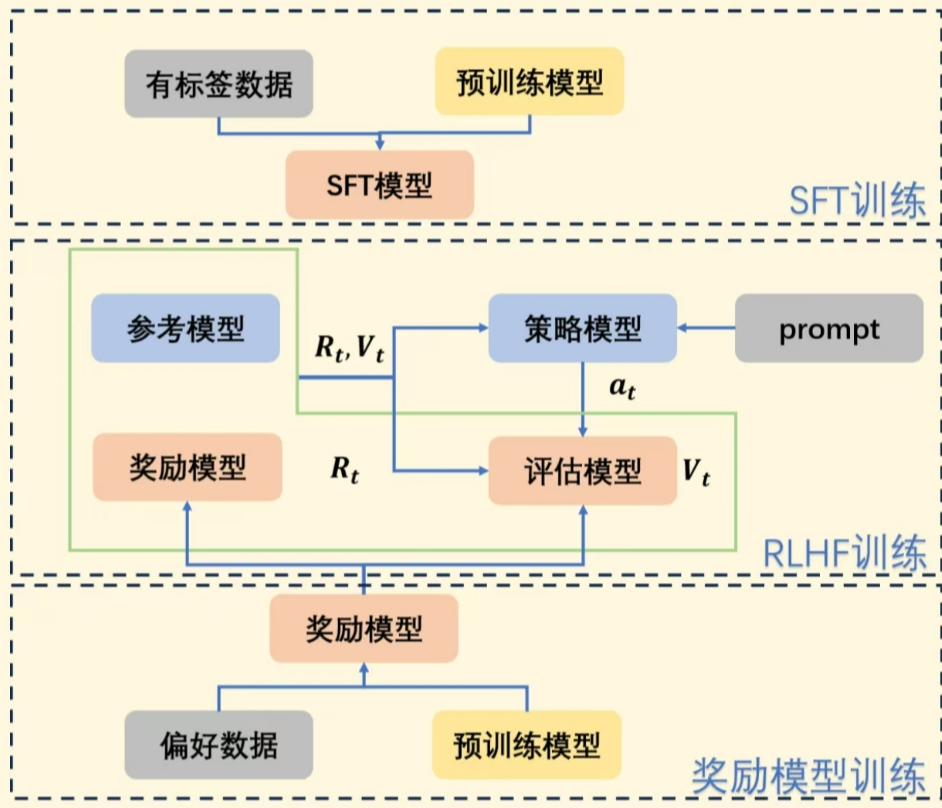 有标签数据
预训练模型
SFT模型
SFT训练
参考模型
R_t, V_t
策略模型
prompt
a_t
奖励模型
R_t
评估模型
V_t
RLHF训练
奖励模型
偏好数据
预训练模型
奖励模型训练